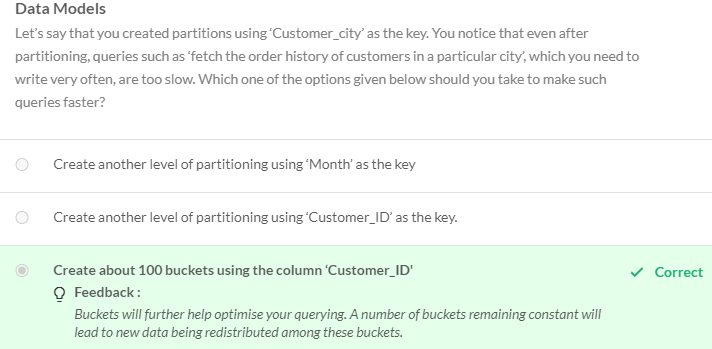 Data Models
Let's say that you created partitions using 'Customer_city' as the key. You notice that even after
partitioning, queries such as 'fetch the order history of customers in a particular city', which you need to
write very often, are too slow. Which one of the options given below should you take to make such
queries faster?
Create another level of partitioning using 'Month' as the key
Create another level of partitioning using 'Customer_ID' as the key.
Create about 100 buckets using the column 'Customer_ID'
Correct
Feedback :
Buckets will further help optimise your querying. A number of buckets remaining constant will
lead to new data being redistributed among these buckets.